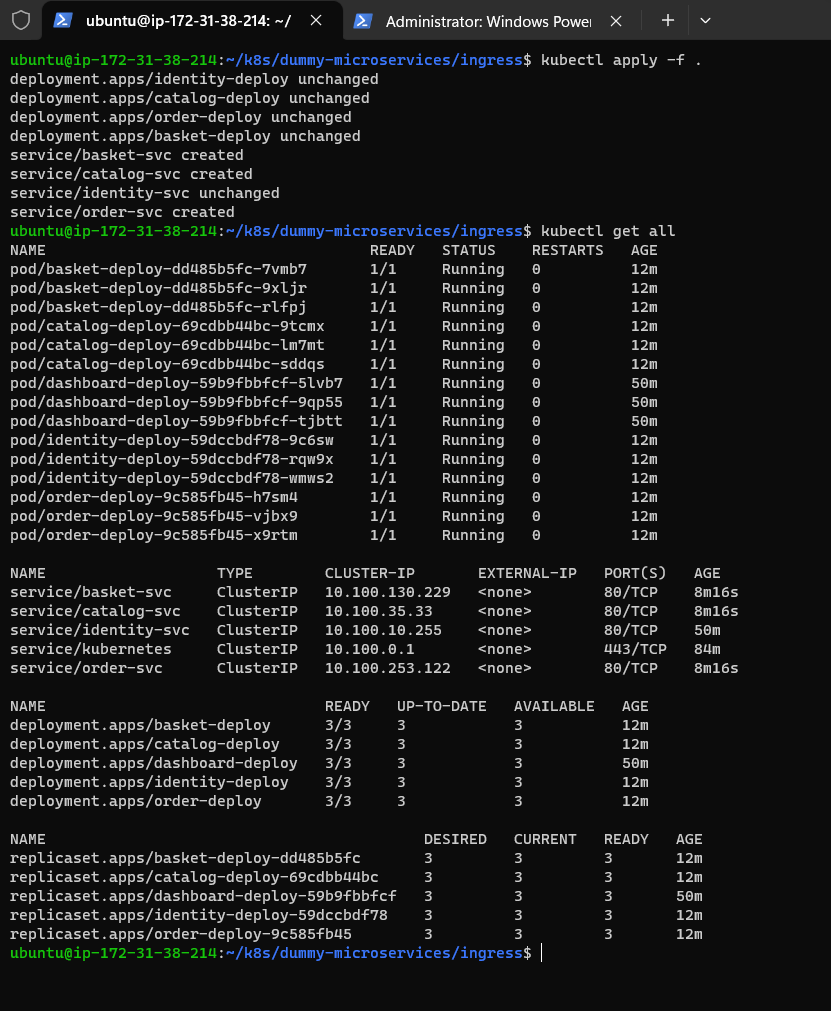 ubuntu@ip-172-31-38-214: ~/
Administrator: Windows Power
ubuntu@ip-172-31-38-214:~/k8s/dummy-microservices/ingress$ kubectl apply -f .
deployment.apps/identity-deploy unchanged
deployment.apps/catalog-deploy unchanged
deployment.apps/order-deploy unchanged
deployment.apps/basket-deploy unchanged
service/basket-svc created
service/catalog-svc created
service/identity-svc unchanged
service/order-svc created
ubuntu@ip-172-31-38-214:~/k8s/dummy-microservices/ingress$ kubectl get all
NAME READY STATUS RESTARTS AGE
pod/basket-deploy-dd485b5fc-7vmb7 1/1 Running 0 12m
pod/basket-deploy-dd485b5fc-9xljr 1/1 Running 0 12m
pod/basket-deploy-dd485b5fc-rlfpj 1/1 Running 0 12m
pod/catalog-deploy-69cdbb44bc-9tcmx 1/1 Running 0 12m
pod/catalog-deploy-69cdbb44bc-lm7mt 1/1 Running 0 12m
pod/catalog-deploy-69cdbb44bc-sddqs 1/1 Running 0 12m
pod/dashboard-deploy-59b9fbbfcf-5lvb7 1/1 Running 0 50m
pod/dashboard-deploy-59b9fbbfcf-9qp55 1/1 Running 0 50m
pod/dashboard-deploy-59b9fbbfcf-tjbtt 1/1 Running 0 50m
pod/identity-deploy-59dccbdf78-9c6sw 1/1 Running 0 12m
pod/identity-deploy-59dccbdf78-rqw9x 1/1 Running 0 12m
pod/identity-deploy-59dccbdf78-wmws2 1/1 Running 0 12m
pod/order-deploy-9c585fb45-h7sm4 1/1 Running 0 12m
pod/order-deploy-9c585fb45-vjbx9 1/1 Running 0 12m
pod/order-deploy-9c585fb45-x9rtm 1/1 Running 0 12m
NAME TYPE CLUSTER-IP EXTERNAL-IP PORT(S) AGE
service/basket-svc ClusterIP 10.100.130.229 <none> 80/TCP 8m16s
service/catalog-svc ClusterIP 10.100.35.33 <none> 80/TCP 8m16s
service/identity-svc ClusterIP 10.100.10.255 <none> 80/TCP 50m
service/kubernetes ClusterIP 10.100.0.1 <none> 443/TCP 84m
service/order-svc ClusterIP 10.100.253.122 <none> 80/TCP 8m16s
NAME READY UP-TO-DATE AVAILABLE AGE
deployment.apps/basket-deploy 3/3 3 3 12m
deployment.apps/catalog-deploy 3/3 3 3 12m
deployment.apps/dashboard-deploy 3/3 3 3 50m
deployment.apps/identity-deploy 3/3 3 3 12m
deployment.apps/order-deploy 3/3 3 3 12m
NAME DESIRED CURRENT READY AGE
replicaset.apps/basket-deploy-dd485b5fc 3 3 3 12m
replicaset.apps/catalog-deploy-69cdbb44bc 3 3 3 12m
replicaset.apps/dashboard-deploy-59b9fbbfcf 3 3 3 50m
replicaset.apps/identity-deploy-59dccbdf78 3 3 3 12m
replicaset.apps/order-deploy-9c585fb45 3 3 3 12m
ubuntu@ip-172-31-38-214:~/k8s/dummy-microservices/ingress$